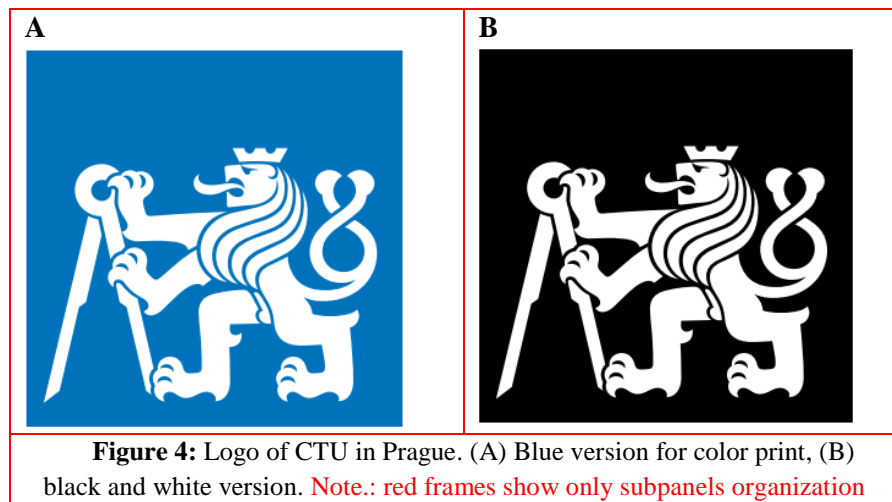 A
B
Figure 4: Logo of CTU in Prague. (A) Blue version for color print, (B)
black and white version. Note.: red frames show only subpanels organization